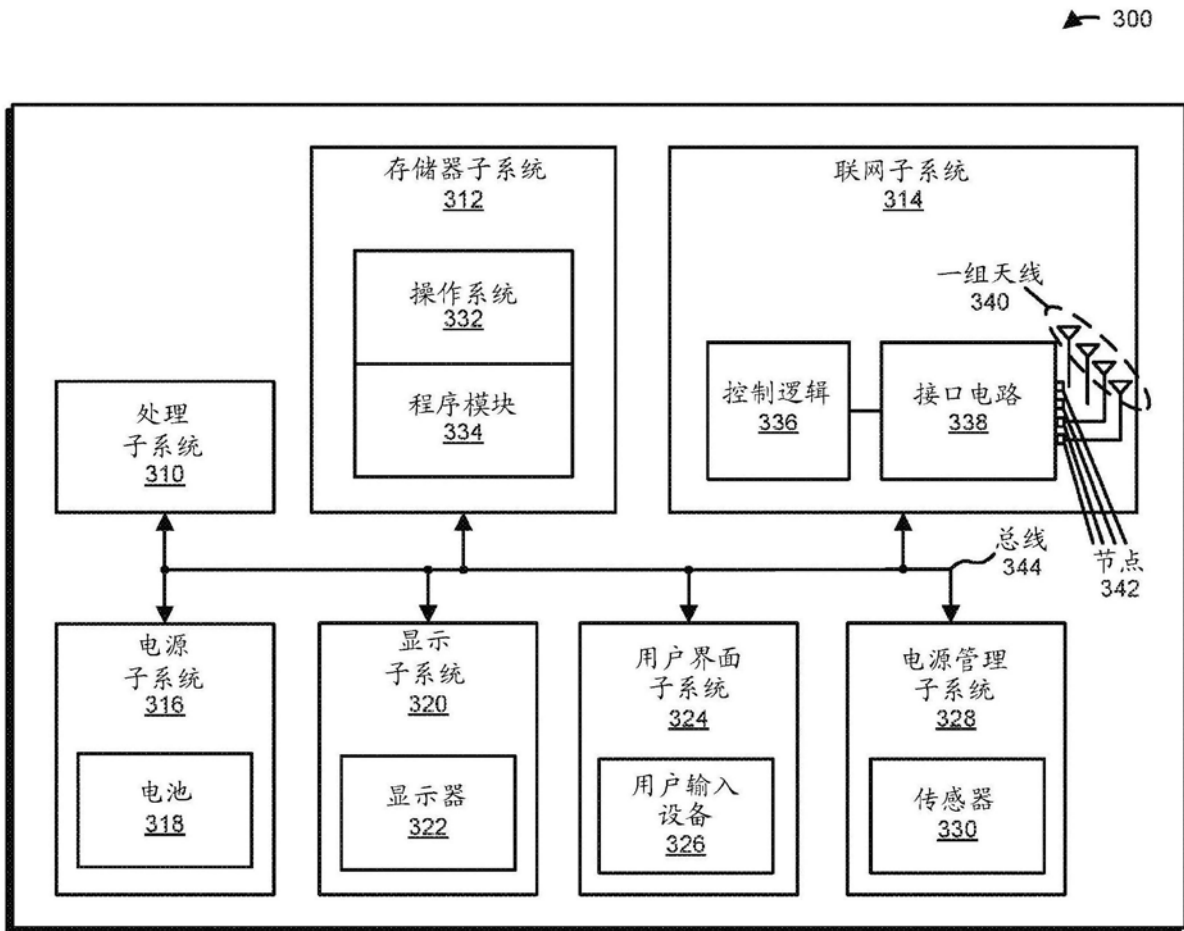 300
存储器子系统
312
操作系统
332
程序模块
334
联网子系统
314
一组天线
340
控制逻辑
336
接口电路
338
处理
子系统
310
总线
344
节点
342
电源
子系统
316
电池
318
显示
子系统
320
显示器
322
用户界面
子系统
324
用户输入
设备
326
电源管理
子系统
328
传感器
330